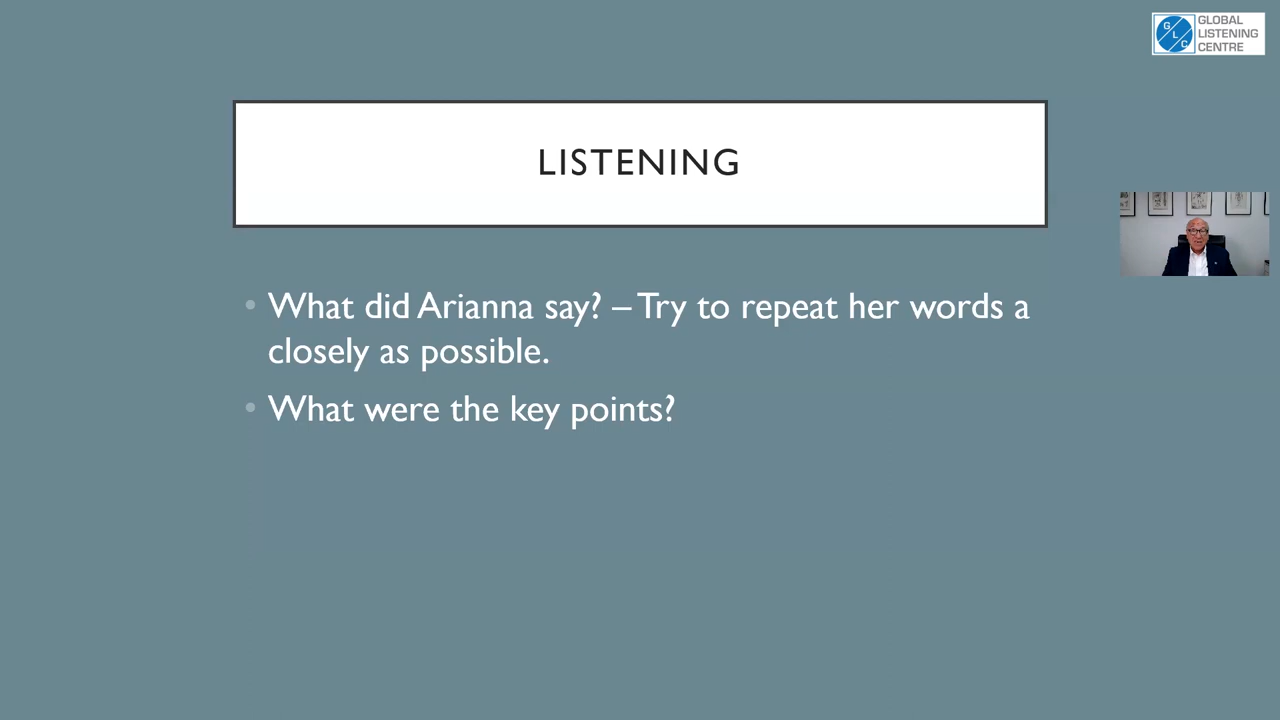 GLOBAL
LISTENING
CENTRE
G
L
C
LISTENING
• What did Arianna say? – Try to repeat her words a
closely as possible.
• What were the key points?